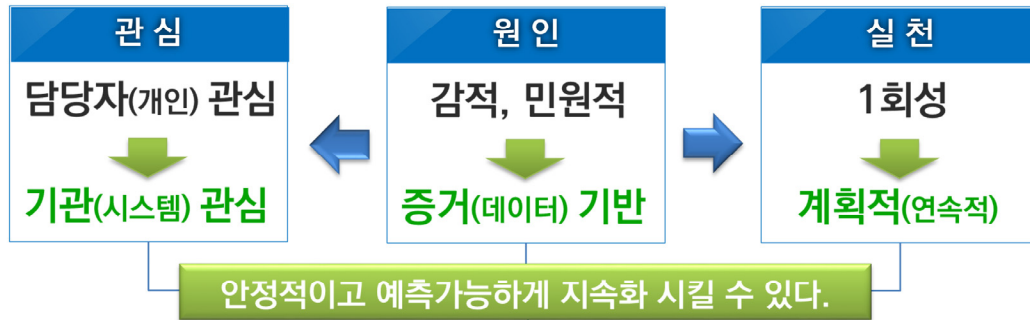 관 심
담당자(개인) 관심
기관(시스템) 관심
원 인
감적, 민원적
증거(데이터) 기반
실 천
1회성
계획적(연속적)
안정적이고 예측가능하게 지속화 시킬 수 있다.